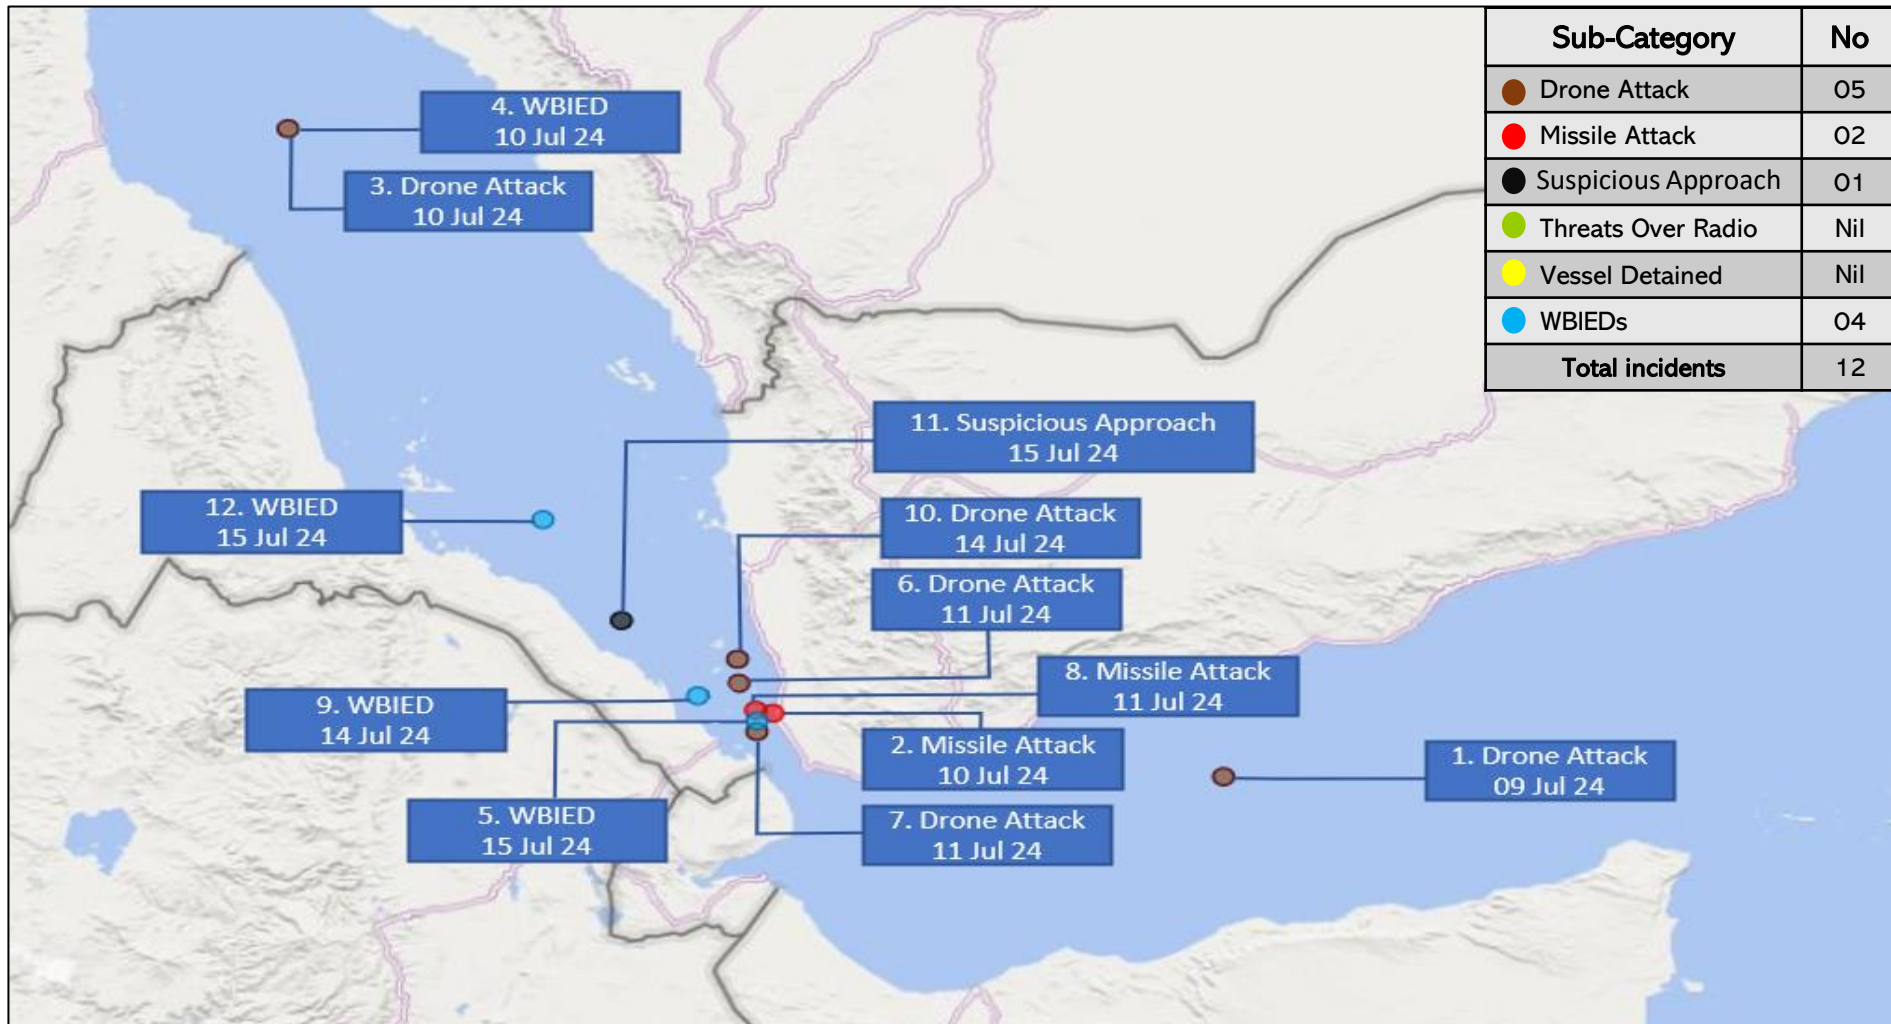 Sub-Category No
Drone Attack 05
Missile Attack 02
Suspicious Approach 01
Threats Over Radio Nil
Vessel Detained Nil
WBIEDs 04
Total incidents 12
4. WBIED
10 Jul 24
3. Drone Attack
10 Jul 24
11. Suspicious Approach
15 Jul 24
12. WBIED
15 Jul 24
10. Drone Attack
14 Jul 24
6. Drone Attack
11 Jul 24
8. Missile Attack
11 Jul 24
9. WBIED
14 Jul 24
2. Missile Attack
10 Jul 24
1. Drone Attack
09 Jul 24
5. WBIED
15 Jul 24
7. Drone Attack
11 Jul 24